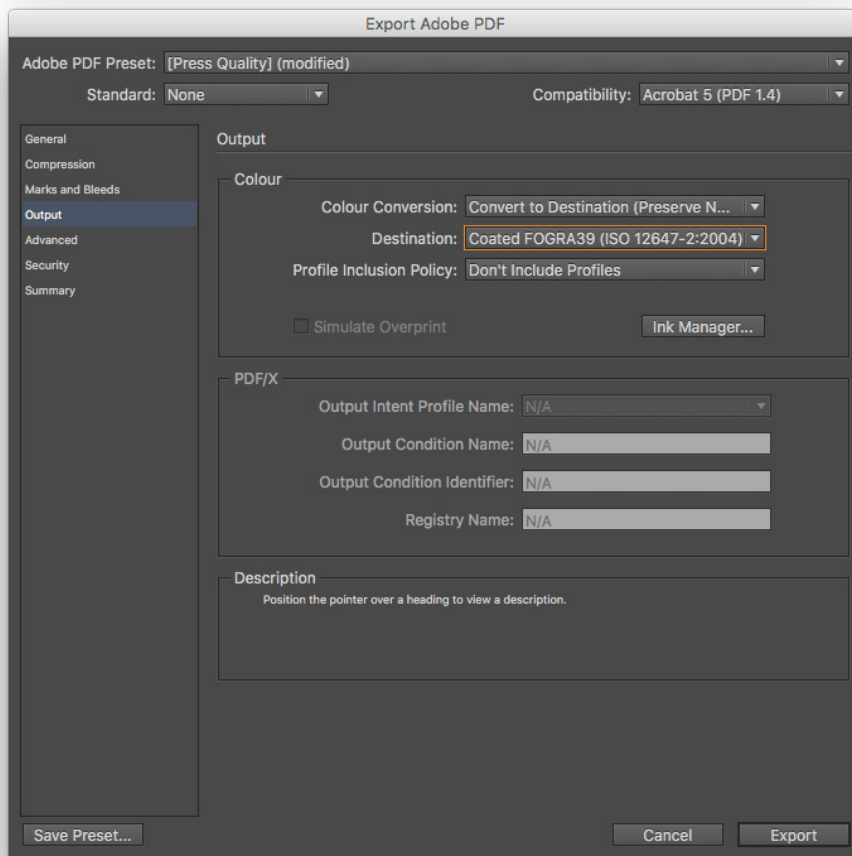 Export Adobe PDF
Adobe PDF Preset: [Press Quality] (modified)
Standard: None Compatibility: Acrobat 5 (PDF 1.4)
General
Compression
Marks and Bleeds
Output
Advanced
Security
Summary
Output
Colour
Colour Conversion: Convert to Destination (Preserve N...
Destination: Coated FOGRA39 (ISO 12647-2:2004)
Profile Inclusion Policy: Don't Include Profiles
Simulate Overprint Ink Manager...
PDF/X
Output Intent Profile Name: N/A
Output Condition Name: N/A
Output Condition Identifier: N/A
Registry Name: N/A
Description
Position the pointer over a heading to view a description.
Save Preset... Cancel Export